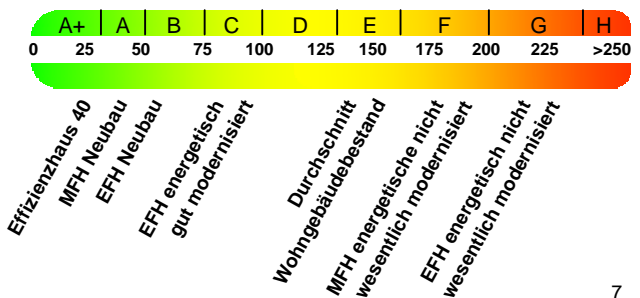 A+ A B C D E F G H
0 25 50 75 100 125 150 175 200 225 >250
Effizienzhaus 40
MFH Neubau
EFH Neubau
EFH energetisch
gut modernisiert
Durchschnitt
Wohngebäudebestand
MFH energetische nicht
wesentlich modernisiert
EFH energetisch nicht
wesentlich modernisiert
7